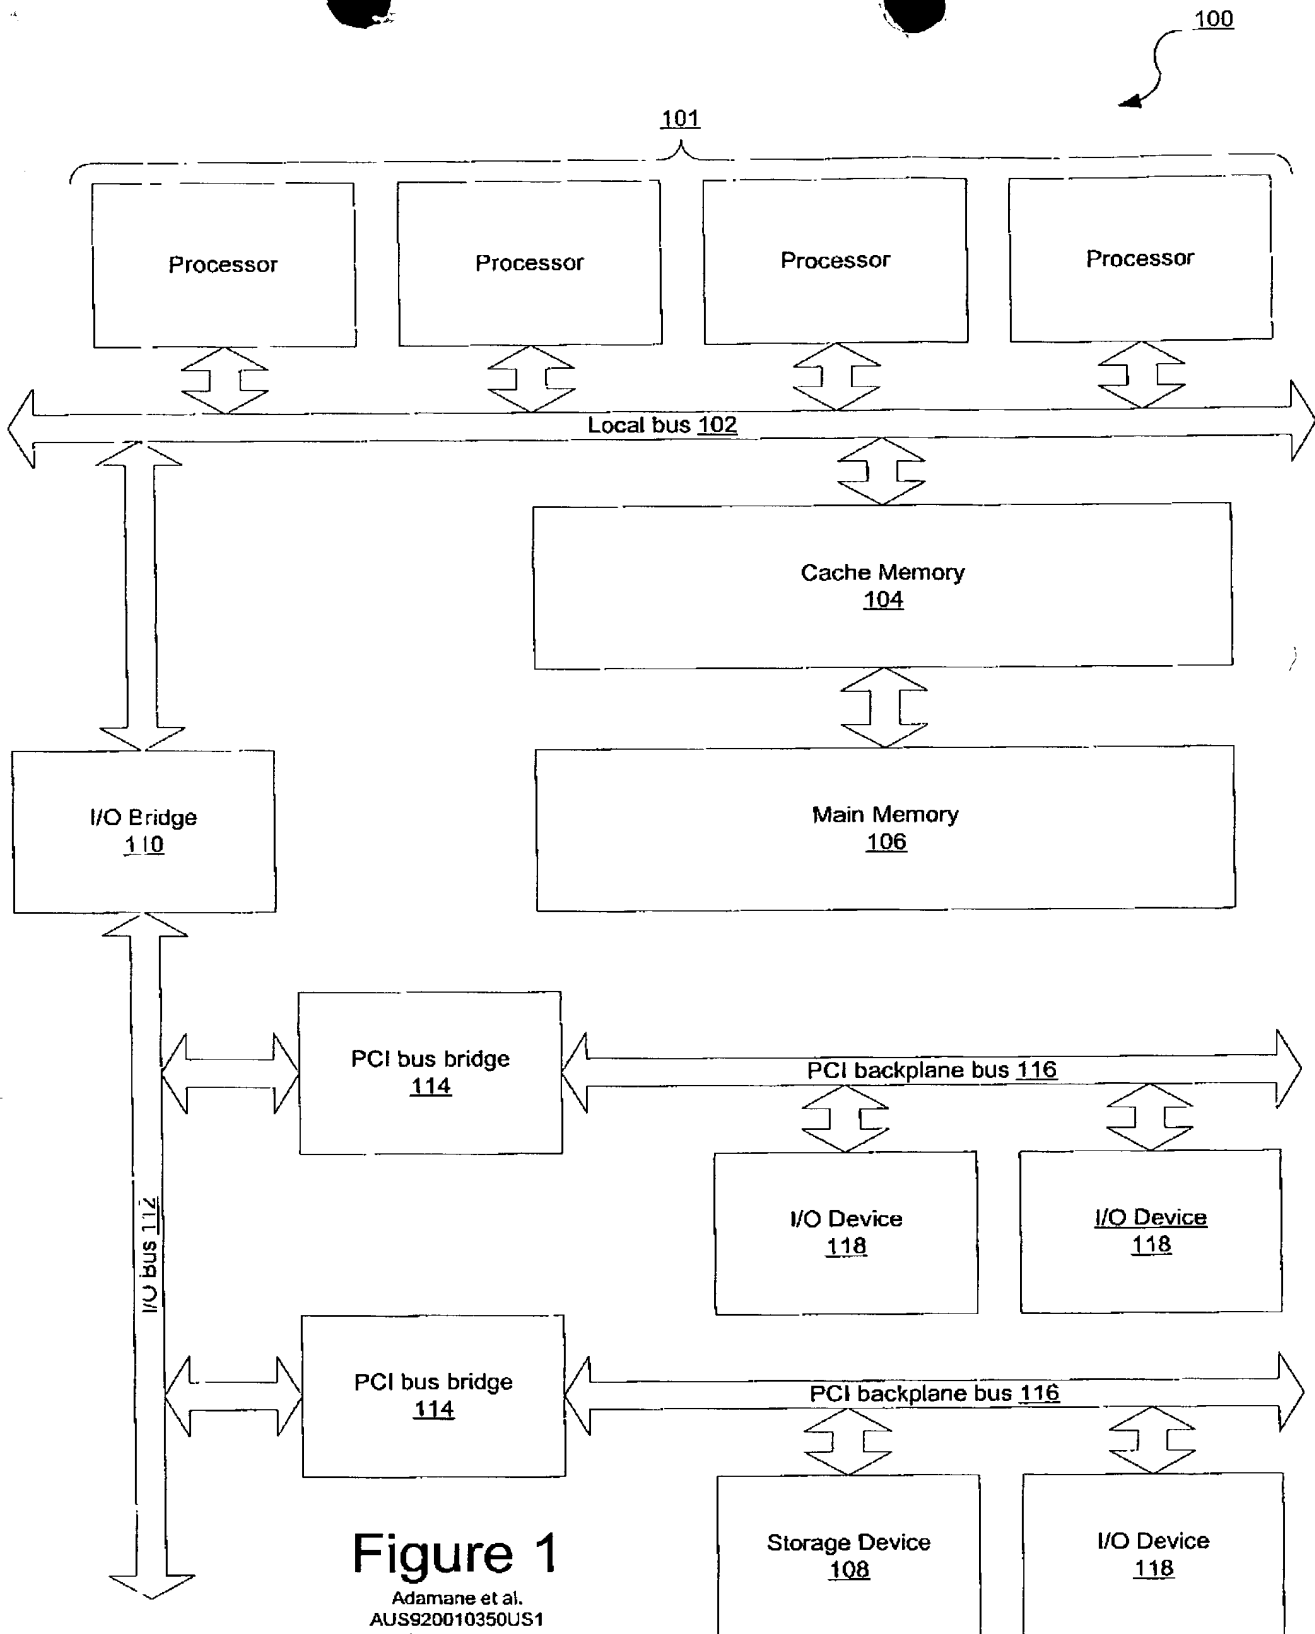 100
101
Processor
Processor
Processor
Processor
Local bus 102
Cache Memory
104
Main Memory
106
I/O Bridge
110
PCI bus bridge
114
PCI backplane bus 116
I/O Device
118
I/O Device
118
I/O Bus 112
PCI bus bridge
114
PCI backplane bus 116
Storage Device
108
I/O Device
118
Figure 1
Adamane et al.
AUS920010350US1